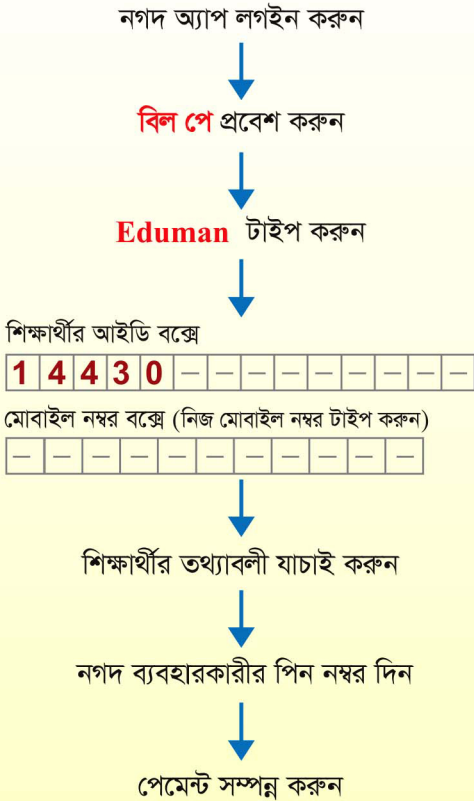 নগদ অ্যাপ লগইন করুন
বিল পে প্রবেশ করুন
Eduman টাইপ করুন
শিক্ষার্থীর আইডি বক্সে
1 4 4 3 0 – – – – – – – – –
মোবাইল নম্বর বক্সে (নিজ মোবাইল নম্বর টাইপ করুন)
– – – – – – – – – – –
শিক্ষার্থীর তথ্যাবলী যাচাই করুন
নগদ ব্যবহারকারীর পিন নম্বর দিন
পেমেন্ট সম্পন্ন করুন